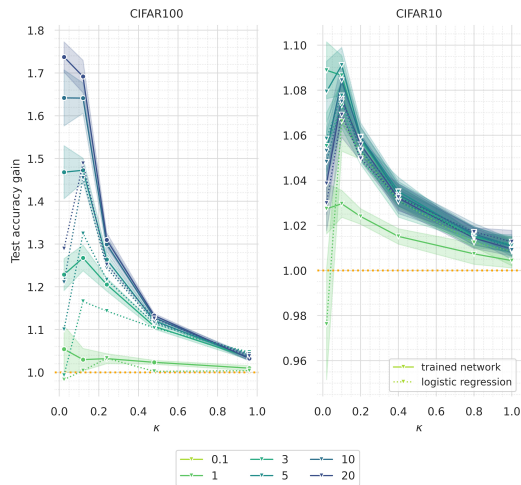 CIFAR100 CIFAR10
Test accuracy gain
1.8
1.7
1.6
1.5
1.4
1.3
1.2
1.1
1.0
0.0 0.2 0.4 0.6 0.8 1.0
κ
1.10
1.08
1.06
1.04
1.02
1.00
0.98
0.96
0.0 0.2 0.4 0.6 0.8 1.0
κ
trained network
logistic regression
0.1 3 10
1 5 20